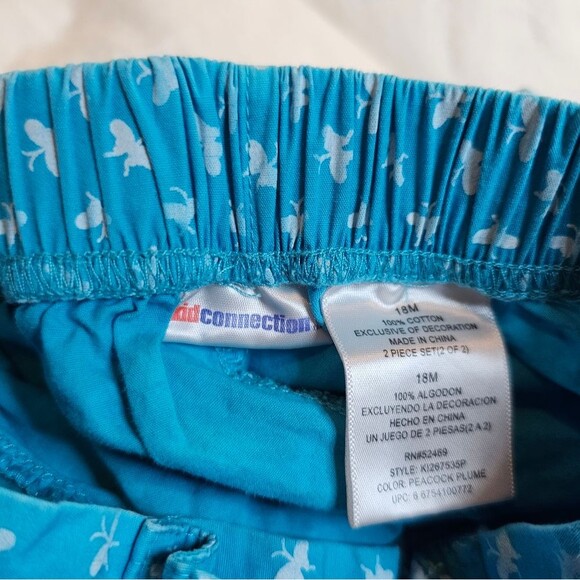 kidconnection
18M
100% COTTON
EXCLUSIVE OF DECORATION
MADE IN CHINA
2 PIECE SET(2 OF 2)
18M
100% ALGODON
EXCLUYENDO LA DECORACION
HECHO EN CHINA
UN JUEGO DE 2 PIESAS(2 A 2)
RN#52469
STYLE: KI267535P
COLOR: PEACOCK PLUME
UPC: 6 6754100772